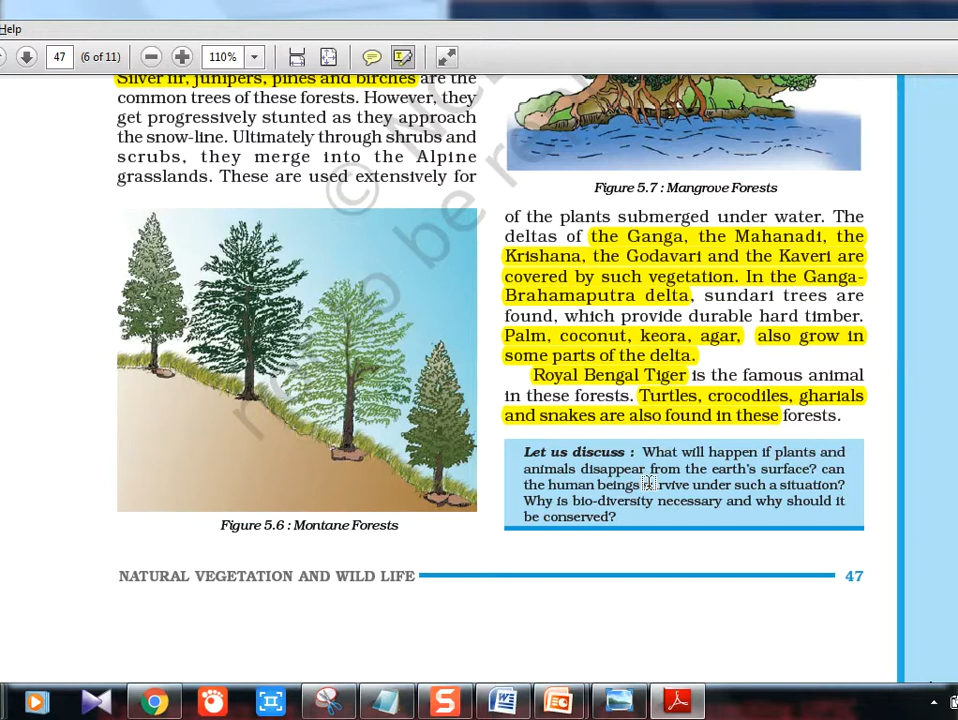 Help
47 (6 of 11) 110%
Silver fir, junipers, pines and birches are the
common trees of these forests. However, they
get progressively stunted as they approach
the snow-line. Ultimately through shrubs and
scrubs, they merge into the Alpine
grasslands. These are used extensively for
Figure 5.6 : Montane Forests
Figure 5.7 : Mangrove Forests
of the plants submerged under water. The
deltas of the Ganga, the Mahanadi, the
Krishana, the Godavari and the Kaveri are
covered by such vegetation. In the Ganga-
Brahamaputra delta, sundari trees are
found, which provide durable hard timber.
Palm, coconut, keora, agar, also grow in
some parts of the delta.
Royal Bengal Tiger is the famous animal
in these forests. Turtles, crocodiles, gharials
and snakes are also found in these forests.
Let us discuss : What will happen if plants and
animals disappear from the earth's surface? can
the human beings survive under such a situation?
Why is bio-diversity necessary and why should it
be conserved?
NATURAL VEGETATION AND WILD LIFE 47